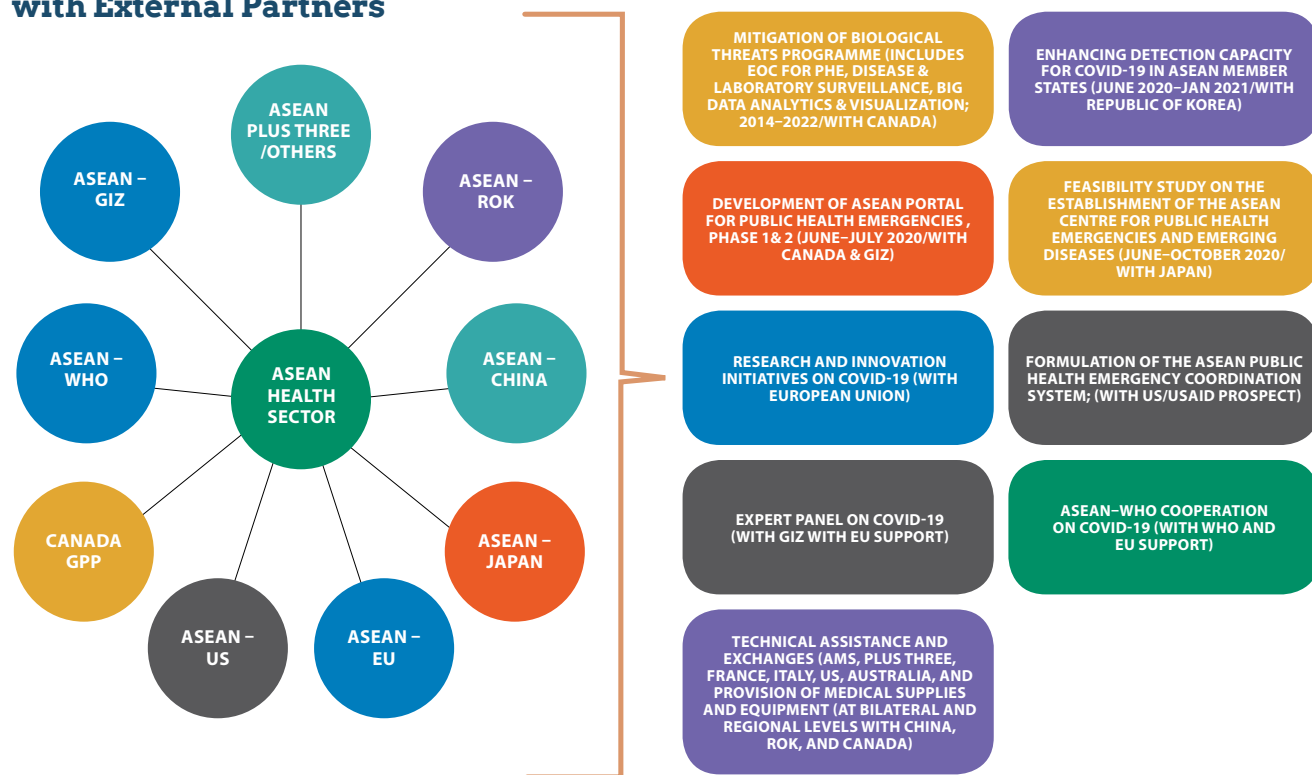 with External Partners
ASEAN
PLUS THREE
/OTHERS
ASEAN –
GIZ
ASEAN –
ROK
ASEAN –
WHO
ASEAN
HEALTH
SECTOR
ASEAN –
CHINA
CANADA
GPP
ASEAN –
JAPAN
ASEAN –
US
ASEAN –
EU
MITIGATION OF BIOLOGICAL
THREATS PROGRAMME (INCLUDES
EOC FOR PHE, DISEASE &
LABORATORY SURVEILLANCE, BIG
DATA ANALYTICS & VISUALIZATION;
2014–2022/WITH CANADA)
ENHANCING DETECTION CAPACITY
FOR COVID-19 IN ASEAN MEMBER
STATES (JUNE 2020–JAN 2021/WITH
REPUBLIC OF KOREA)
DEVELOPMENT OF ASEAN PORTAL
FOR PUBLIC HEALTH EMERGENCIES ,
PHASE 1& 2 (JUNE–JULY 2020/WITH
CANADA & GIZ)
FEASIBILITY STUDY ON THE
ESTABLISHMENT OF THE ASEAN
CENTRE FOR PUBLIC HEALTH
EMERGENCIES AND EMERGING
DISEASES (JUNE–OCTOBER 2020/
WITH JAPAN)
RESEARCH AND INNOVATION
INITIATIVES ON COVID-19 (WITH
EUROPEAN UNION)
FORMULATION OF THE ASEAN PUBLIC
HEALTH EMERGENCY COORDINATION
SYSTEM; (WITH US/USAID PROSPECT)
EXPERT PANEL ON COVID-19
(WITH GIZ WITH EU SUPPORT)
ASEAN–WHO COOPERATION
ON COVID-19 (WITH WHO AND
EU SUPPORT)
TECHNICAL ASSISTANCE AND
EXCHANGES (AMS, PLUS THREE,
FRANCE, ITALY, US, AUSTRALIA, AND
PROVISION OF MEDICAL SUPPLIES
AND EQUIPMENT (AT BILATERAL AND
REGIONAL LEVELS WITH CHINA,
ROK, AND CANADA)